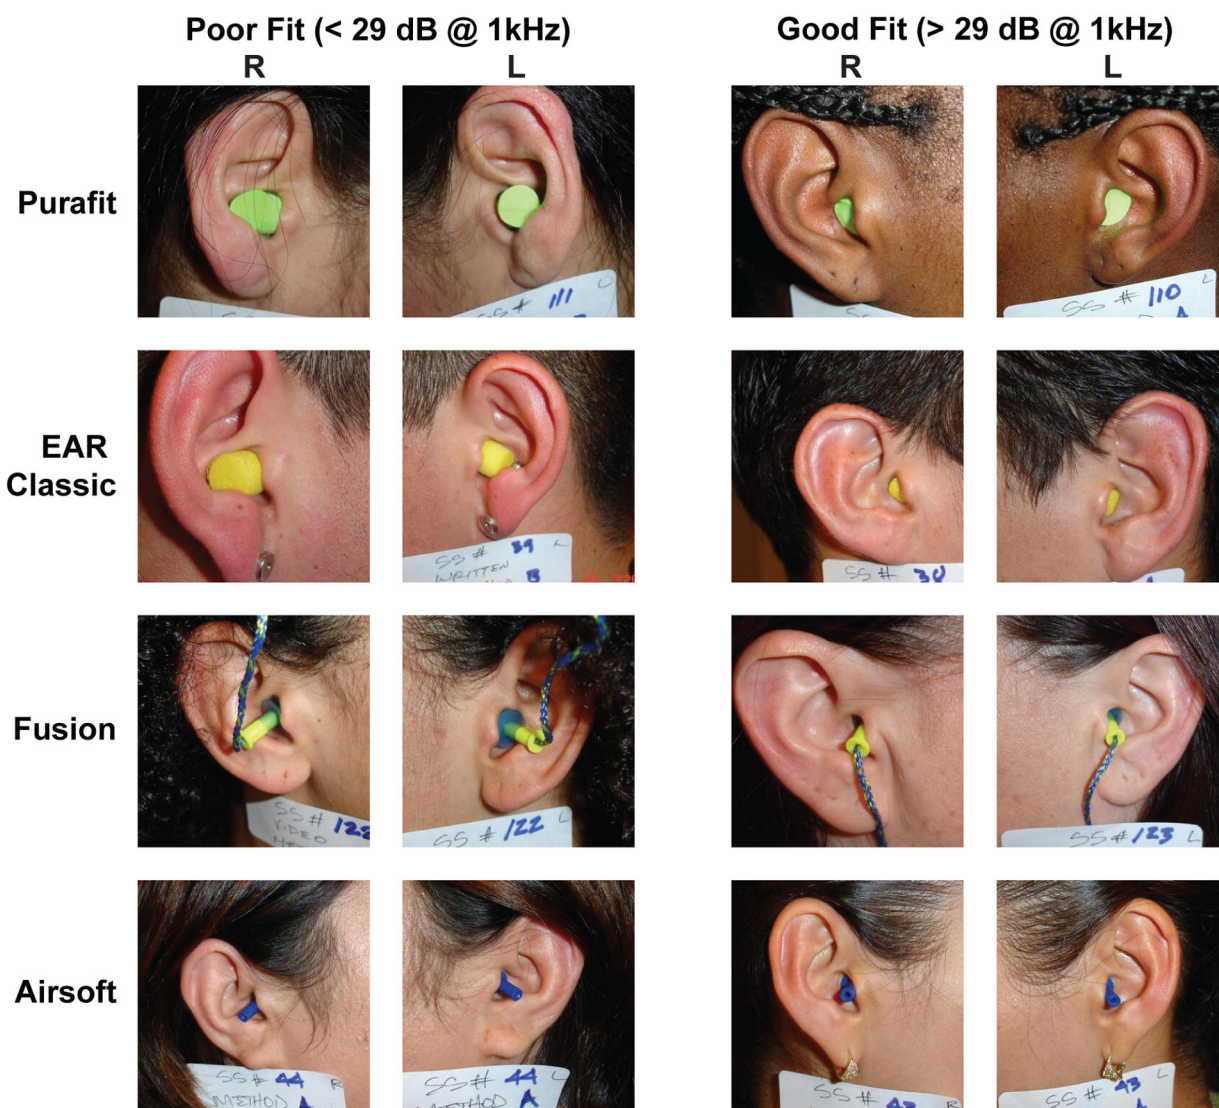 Poor Fit (< 29 dB @ 1kHz) Good Fit (> 29 dB @ 1kHz)
R L R L
Purafit
SS # 111 L
SS # 110 L
A
EAR
Classic
SS # 39 L
WRITTEN
B
SS # 38
Fusion
SS # 122
VIDEO
SS # 122 L
SS # 123 L
Airsoft
SS # 44 R
METHOD A
SS # 44 L
METHOD A
SS # 43 R
SS # 43 L
A